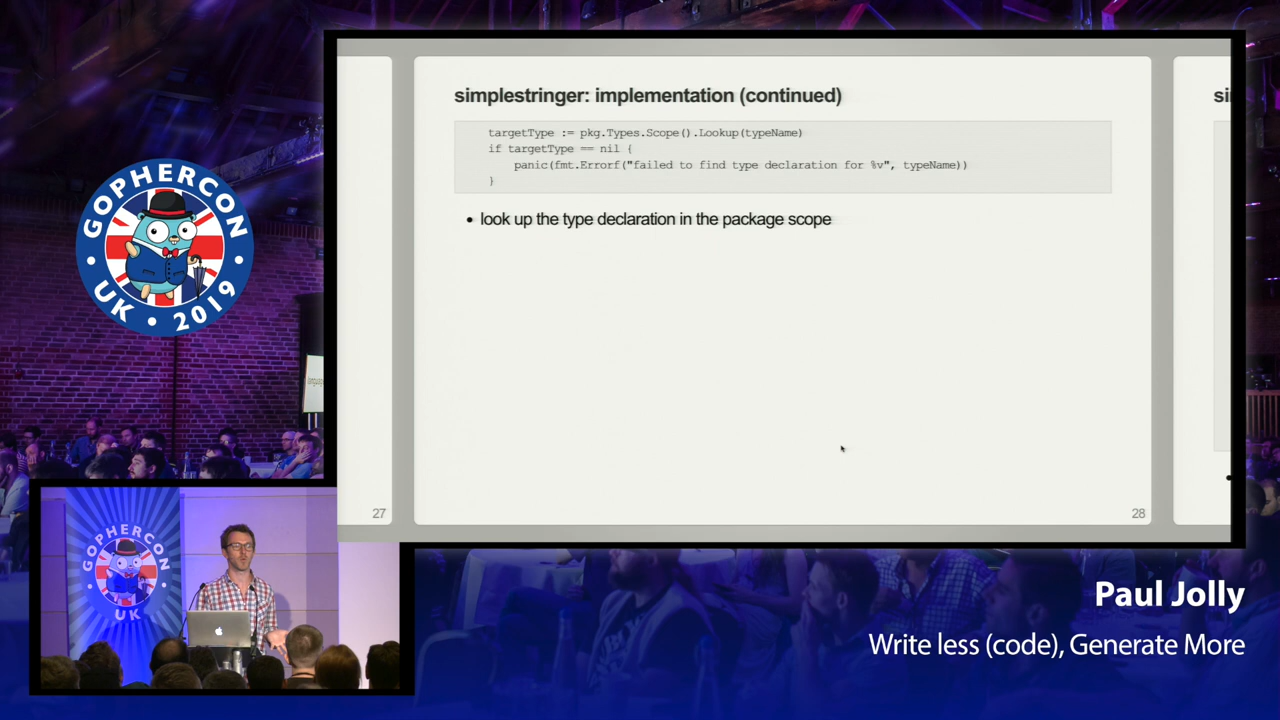 simplestringer: implementation (continued)
targetType := pkg.Types.Scope().Lookup(typeName)
if targetType == nil {
panic(fmt.Errorf("failed to find type declaration for %v", typeName))
}
• look up the type declaration in the package scope
27
28
si
GOPHERCON
UK • 2019
GOPHERCON
UK
Paul Jolly
Write less (code), Generate More